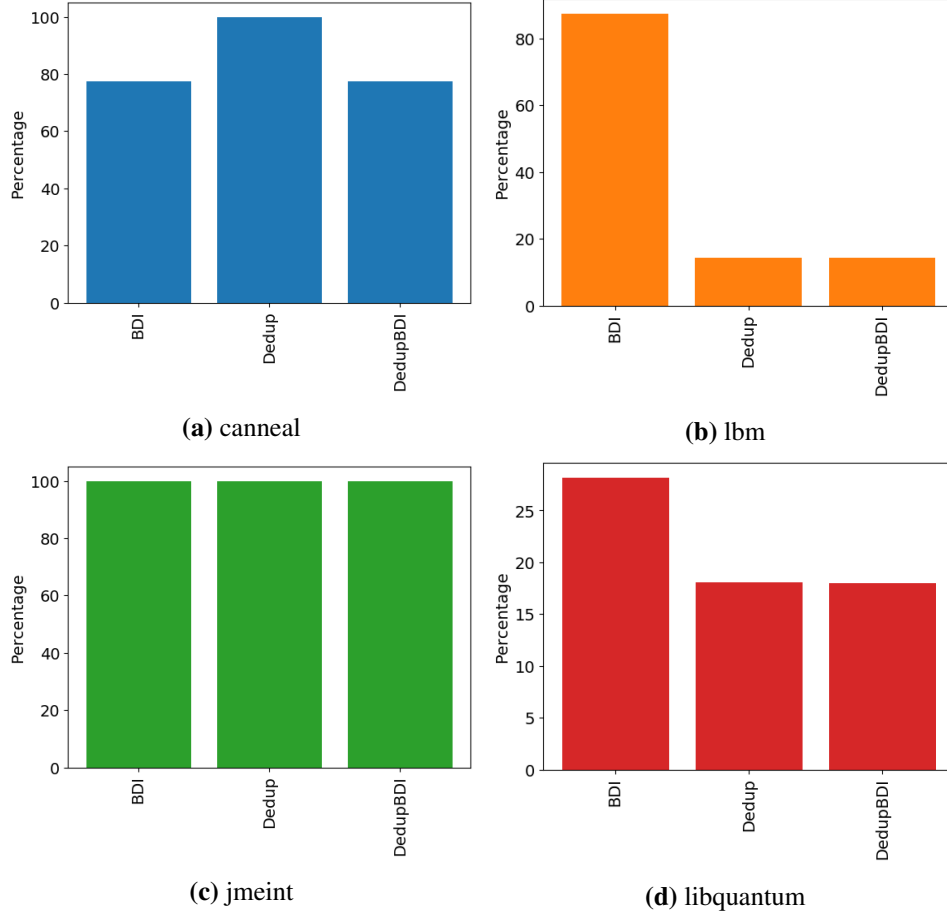 100
80
60
40
20
0
Percentage
BDI
Dedup
DedupBDI
(a) canneal
80
60
40
20
0
Percentage
BDI
Dedup
DedupBDI
(b) lbm
100
80
60
40
20
0
Percentage
BDI
Dedup
DedupBDI
(c) jmeint
25
20
15
10
5
0
Percentage
BDI
Dedup
DedupBDI
(d) libquantum